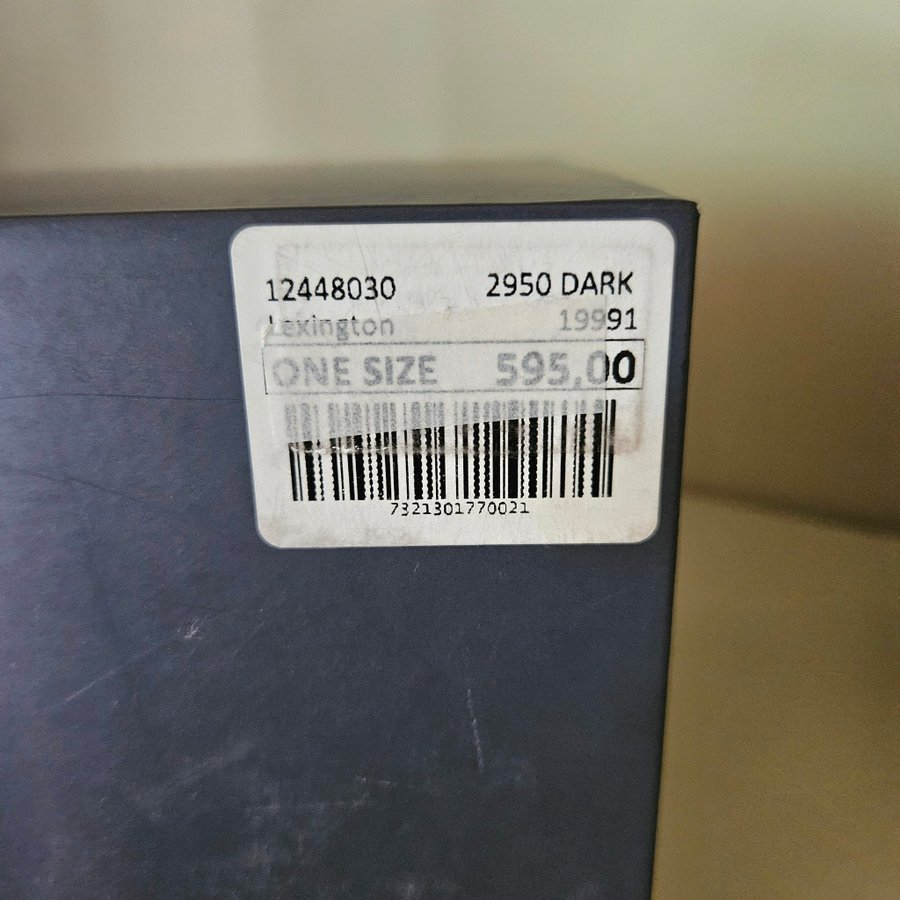 12448030 2950 DARK
Lexington 19991
ONE SIZE 595,00
7321301770021